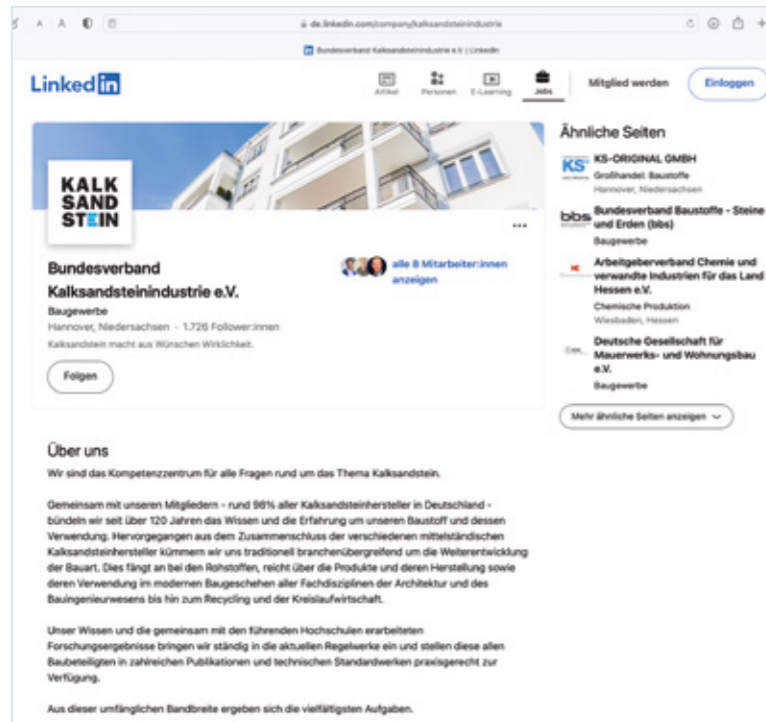 de.linkedin.com/company/kalksandsteinindustrie
Bundesverband Kalksandsteinindustrie e.V. | LinkedIn
Linked in
Artikel
Personen
E-Learning
Jobs
Mitglied werden
Einloggen
KALK
SAND
STEIN
Bundesverband
Kalksandsteinindustrie e.V.
Baugewerbe
Hannover, Niedersachsen · 1.726 Follower:innen
Kalksandstein macht aus Wünschen Wirklichkeit.
Folgen
alle 8 Mitarbeiter:innen
anzeigen
Ähnliche Seiten
KS*
KS-ORIGINAL GMBH
Großhandel: Baustoffe
Hannover, Niedersachsen
bbs
Bundesverband Baustoffe - Steine
und Erden (bbs)
Baugewerbe
HC
Arbeitgeberverband Chemie und
verwandte Industrien für das Land
Hessen e.V.
Chemische Produktion
Wiesbaden, Hessen
Deutsche Gesellschaft für
Mauerwerks- und Wohnungsbau
e.V.
Baugewerbe
Mehr ähnliche Seiten anzeigen
Über uns
Wir sind das Kompetenzzentrum für alle Fragen rund um das Thema Kalksandstein.
Gemeinsam mit unseren Mitgliedern - rund 98% aller Kalksandsteinhersteller in Deutschland -
bündeln wir seit über 120 Jahren das Wissen und die Erfahrung um unseren Baustoff und dessen
Verwendung. Hervorgegangen aus dem Zusammenschluss der verschiedenen mittelständischen
Kalksandsteinhersteller kümmern wir uns traditionell branchenübergreifend um die Weiterentwicklung
der Bauart. Dies fängt an bei den Rohstoffen, reicht über die Produkte und deren Herstellung sowie
deren Verwendung im modernen Baugeschehen aller Fachdisziplinen der Architektur und des
Bauingenieurwesens bis hin zum Recycling und der Kreislaufwirtschaft.
Unser Wissen und die gemeinsam mit den führenden Hochschulen erarbeiteten
Forschungsergebnisse bringen wir ständig in die aktuellen Regelwerke ein und stellen diese allen
Baubeteiligten in zahlreichen Publikationen und technischen Standardwerken praxisgerecht zur
Verfügung.
Aus dieser umfänglichen Bandbreite ergeben sich die vielfältigsten Aufgaben.